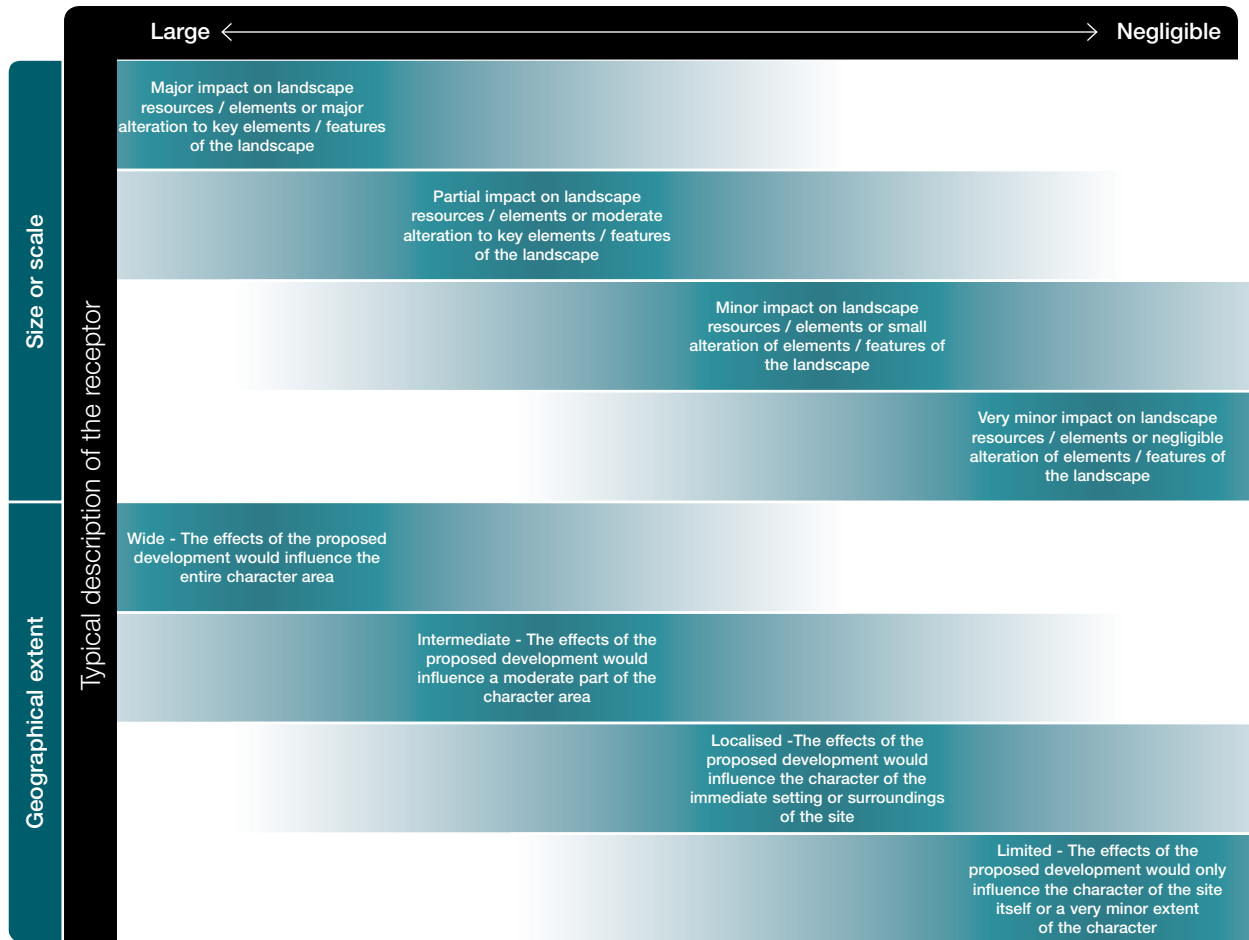 Large
Negligible
Size or scale
Geographical extent
Typical description of the receptor
Major impact on landscape
resources / elements or major
alteration to key elements / features
of the landscape
Partial impact on landscape
resources / elements or moderate
alteration to key elements / features
of the landscape
Minor impact on landscape
resources / elements or small
alteration of elements / features of
the landscape
Very minor impact on landscape
resources / elements or negligible
alteration of elements / features of
the landscape
Wide - The effects of the proposed
development would influence the
entire character area
Intermediate - The effects of the
proposed development would
influence a moderate part of the
character area
Localised -The effects of the
proposed development would
influence the character of the
immediate setting or surroundings
of the site
Limited - The effects of the
proposed development would only
influence the character of the site
itself or a very minor extent
of the character